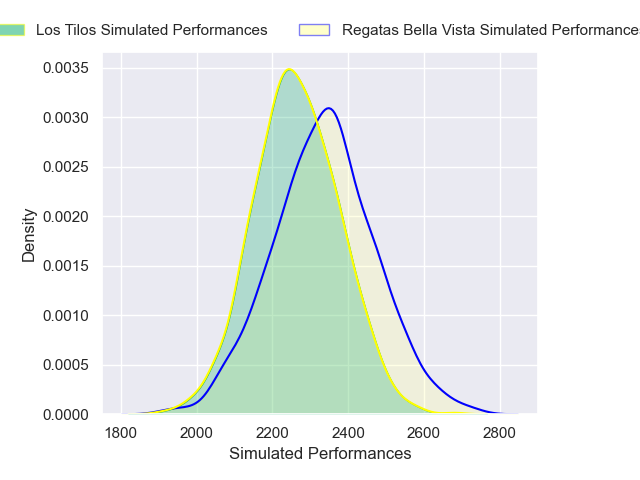 Los Tilos Simulated Performances
Regatas Bella Vista Simulated Performance
0.0035
0.0030
0.0025
0.0020
0.0015
0.0010
0.0005
0.0000
Density
1800 2000 2200 2400 2600 2800
Simulated Performances